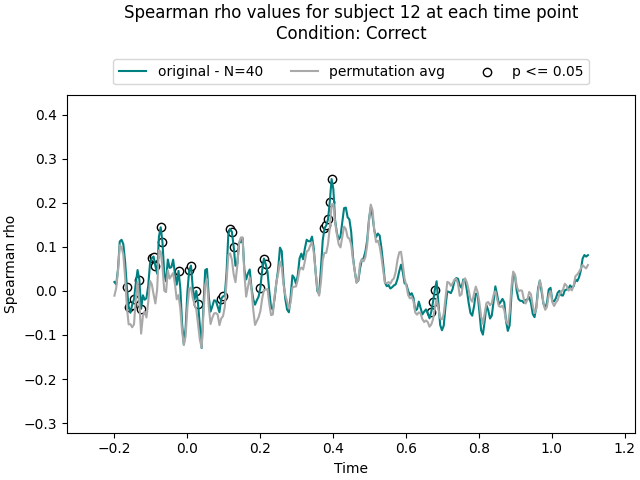 Spearman rho values for subject 12 at each time point
Condition: Correct
original - N=40 permutation avg p <= 0.05
0.4
0.3
0.2
0.1
0.0
−0.1
−0.2
−0.3
Spearman rho
−0.2 0.0 0.2 0.4 0.6 0.8 1.0 1.2
Time